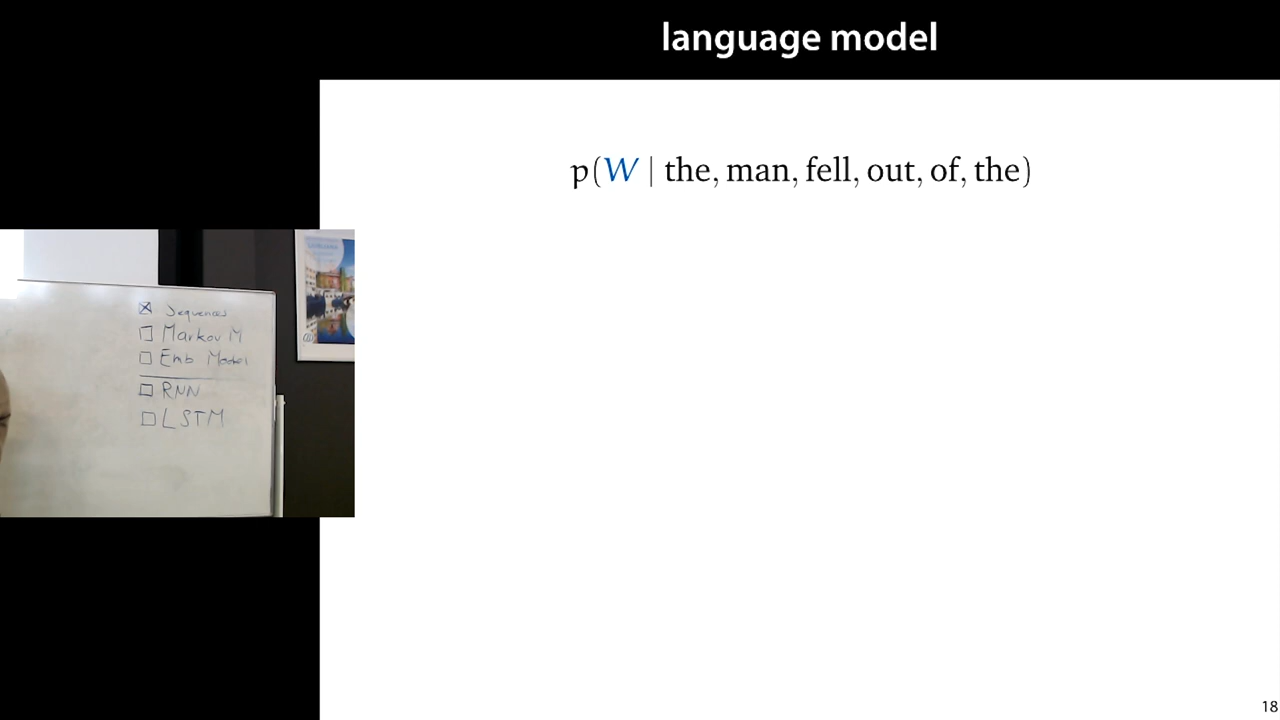 language model
p(W | the, man, fell, out, of, the)
Sequences
Markov M
Emb Model
RNN
LSTM
18